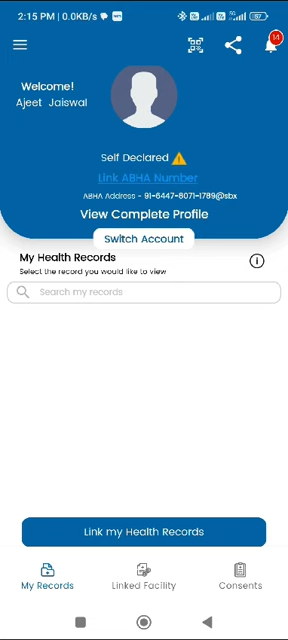 2:15 PM | 0.0KB/s
14
Welcome!
Ajeet Jaiswal
Self Declared
Link ABHA Number
ABHA Address - 91-6447-8071-1789@sbx
View Complete Profile
Switch Account
My Health Records
Select the record you would like to view
Search my records
Link my Health Records
My Records
Linked Facility
Consents